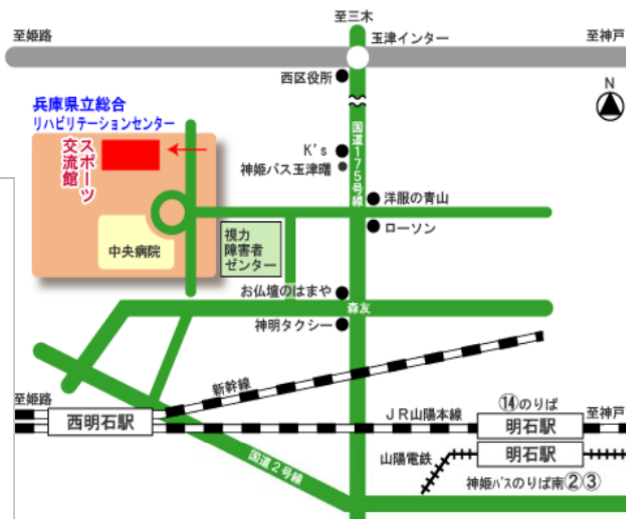 至三木
至姫路
玉津インター
至神戸
西区役所
N
兵庫県立総合
リハビリテーションセンター
スポーツ
交流館
国道175号線
K's
神姫バス玉津曙
洋服の青山
ローソン
中央病院
視力
障害者
センター
お仏壇のはまや
森友
神明タクシー
新幹線
至姫路
西明石駅
JR山陽本線
⑭のりば
明石駅
至神戸
国道2号線
山陽電鉄
明石駅
神姫バスのりば南②③